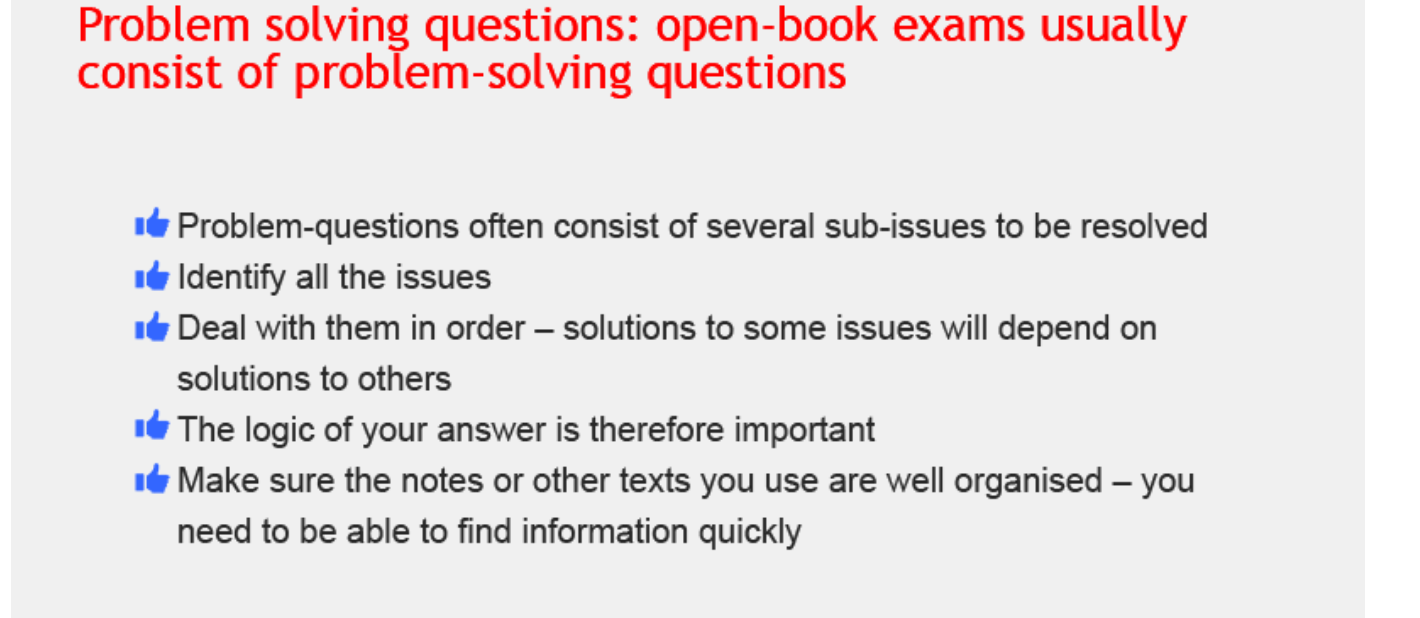 Problem solving questions: open-book exams usually
consist of problem-solving questions
Problem-questions often consist of several sub-issues to be resolved
Identify all the issues
Deal with them in order – solutions to some issues will depend on
solutions to others
The logic of your answer is therefore important
Make sure the notes or other texts you use are well organised – you
need to be able to find information quickly